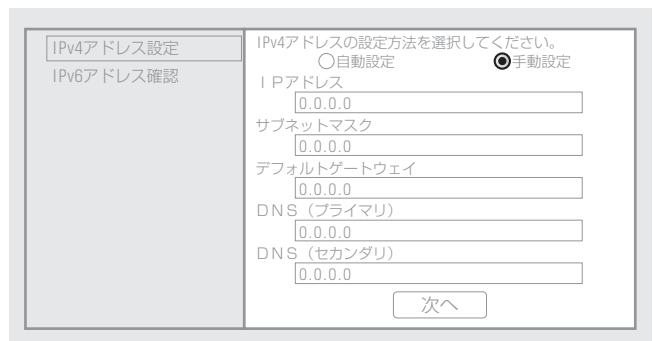 IPv4アドレス設定
IPv6アドレス確認
IPv4アドレスの設定方法を選択してください。
○自動設定 ◉手動設定
ＩＰアドレス
0.0.0.0
サブネットマスク
0.0.0.0
デフォルトゲートウェイ
0.0.0.0
ＤＮＳ（プライマリ）
0.0.0.0
ＤＮＳ（セカンダリ）
0.0.0.0
次へ